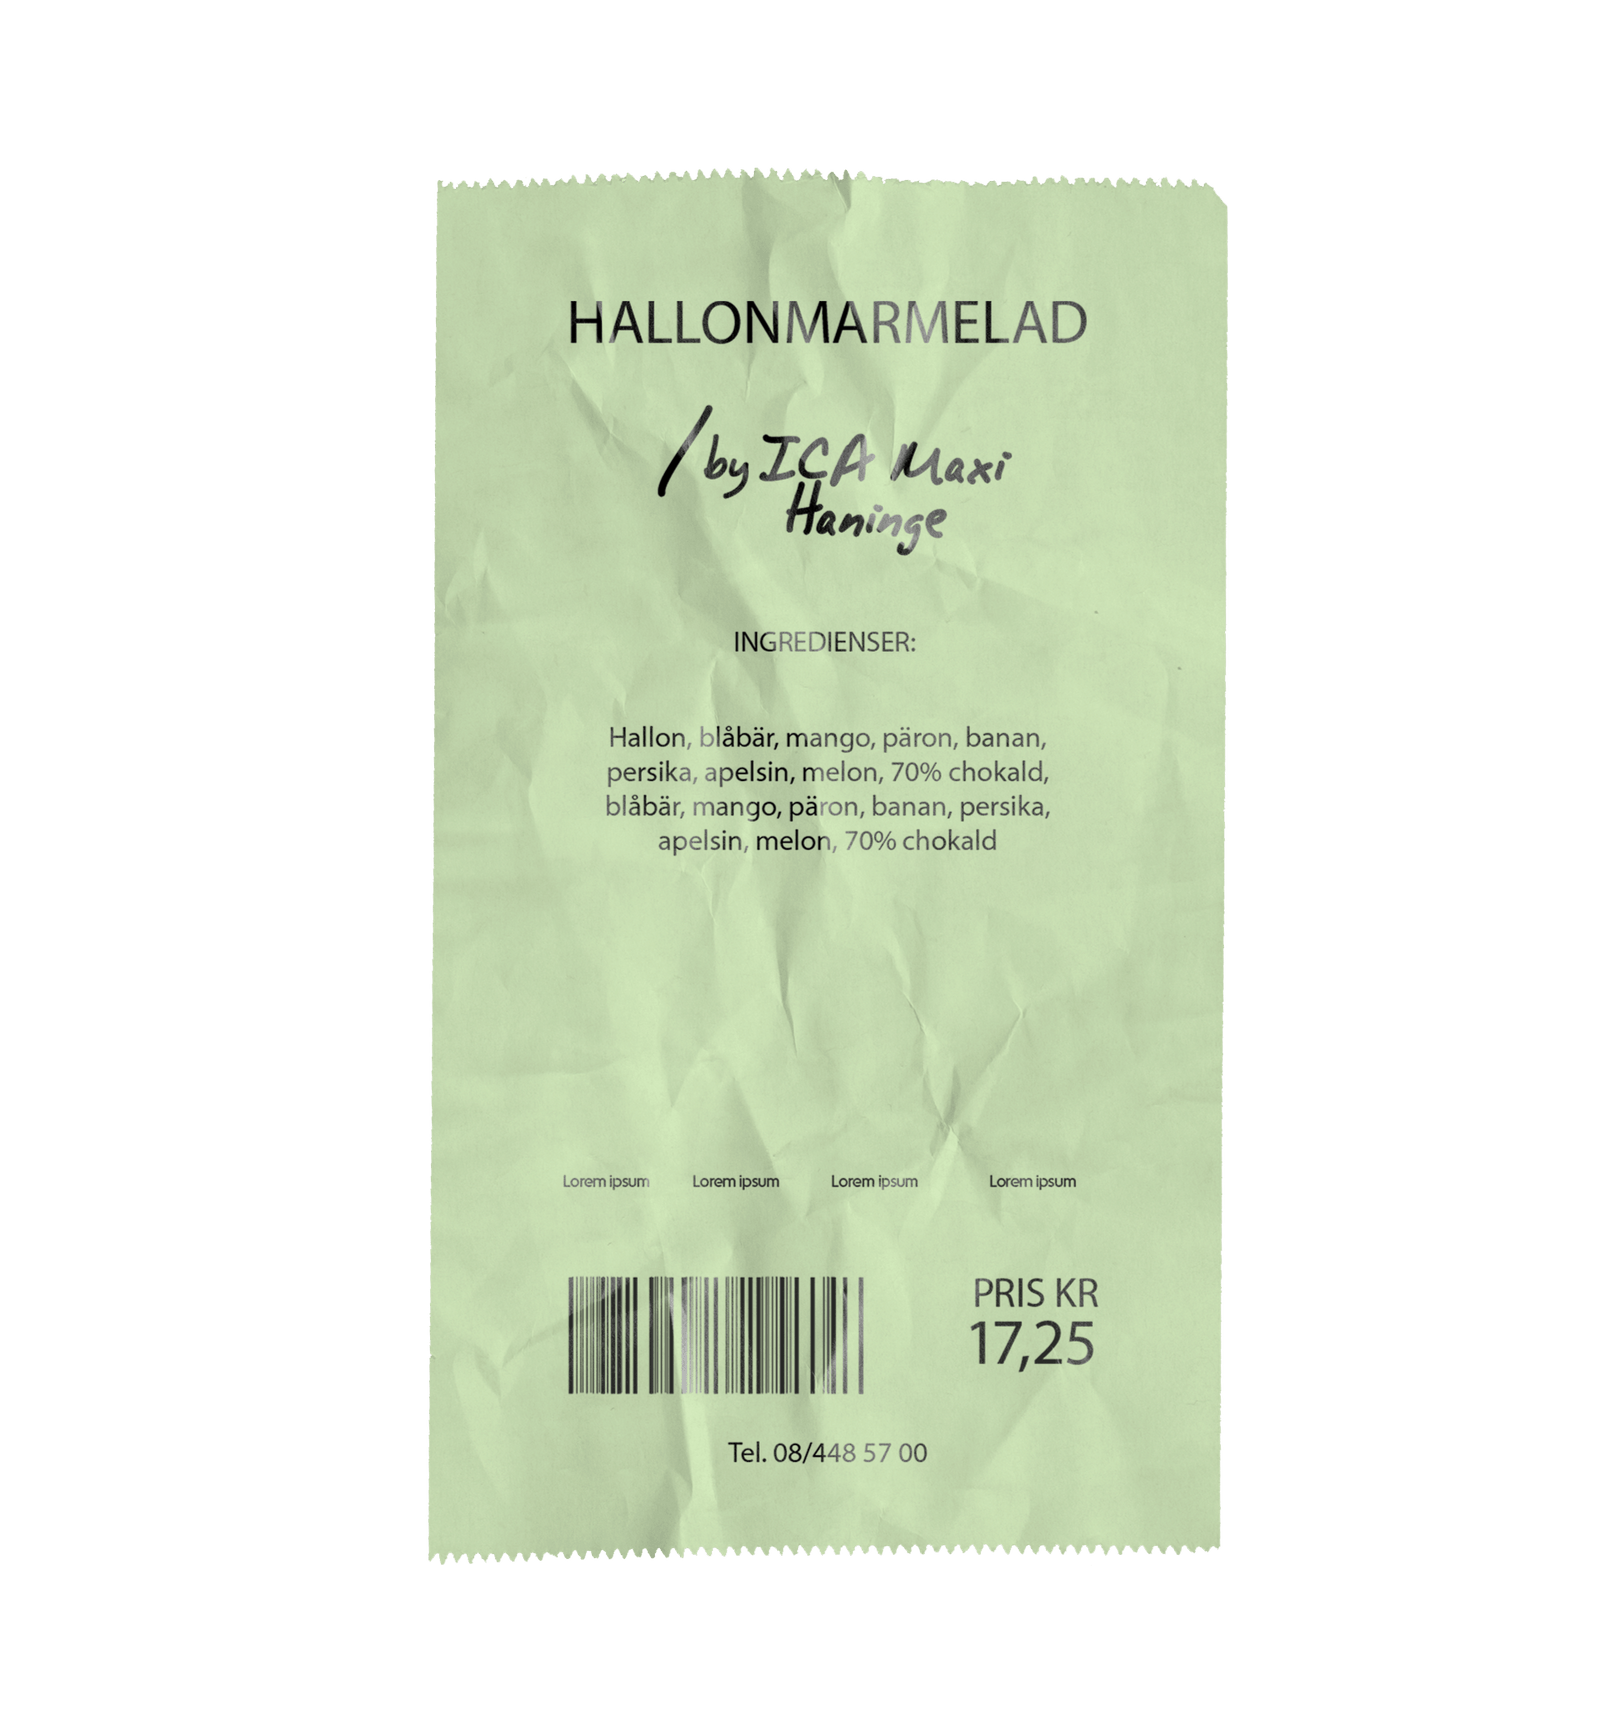 HALLONMARMELAD
/by ICA Maxi
Haninge
INGREDIENSER:
Hallon, blåbär, mango, päron, banan,
persika, apelsin, melon, 70% chokald,
blåbär, mango, päron, banan, persika,
apelsin, melon, 70% chokald
Lorem ipsum Lorem ipsum Lorem ipsum Lorem ipsum
PRIS KR
17,25
Tel. 08/448 57 00